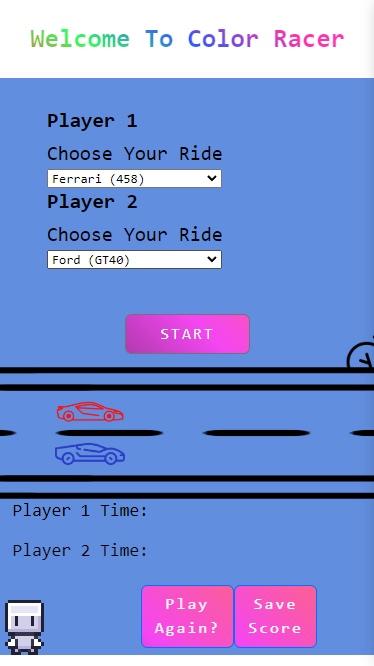 Welcome To Color Racer
Player 1
Choose Your Ride
Ferrari (458)
Player 2
Choose Your Ride
Ford (GT40)
START
Player 1 Time:
Player 2 Time:
Play
Again?
Save
Score